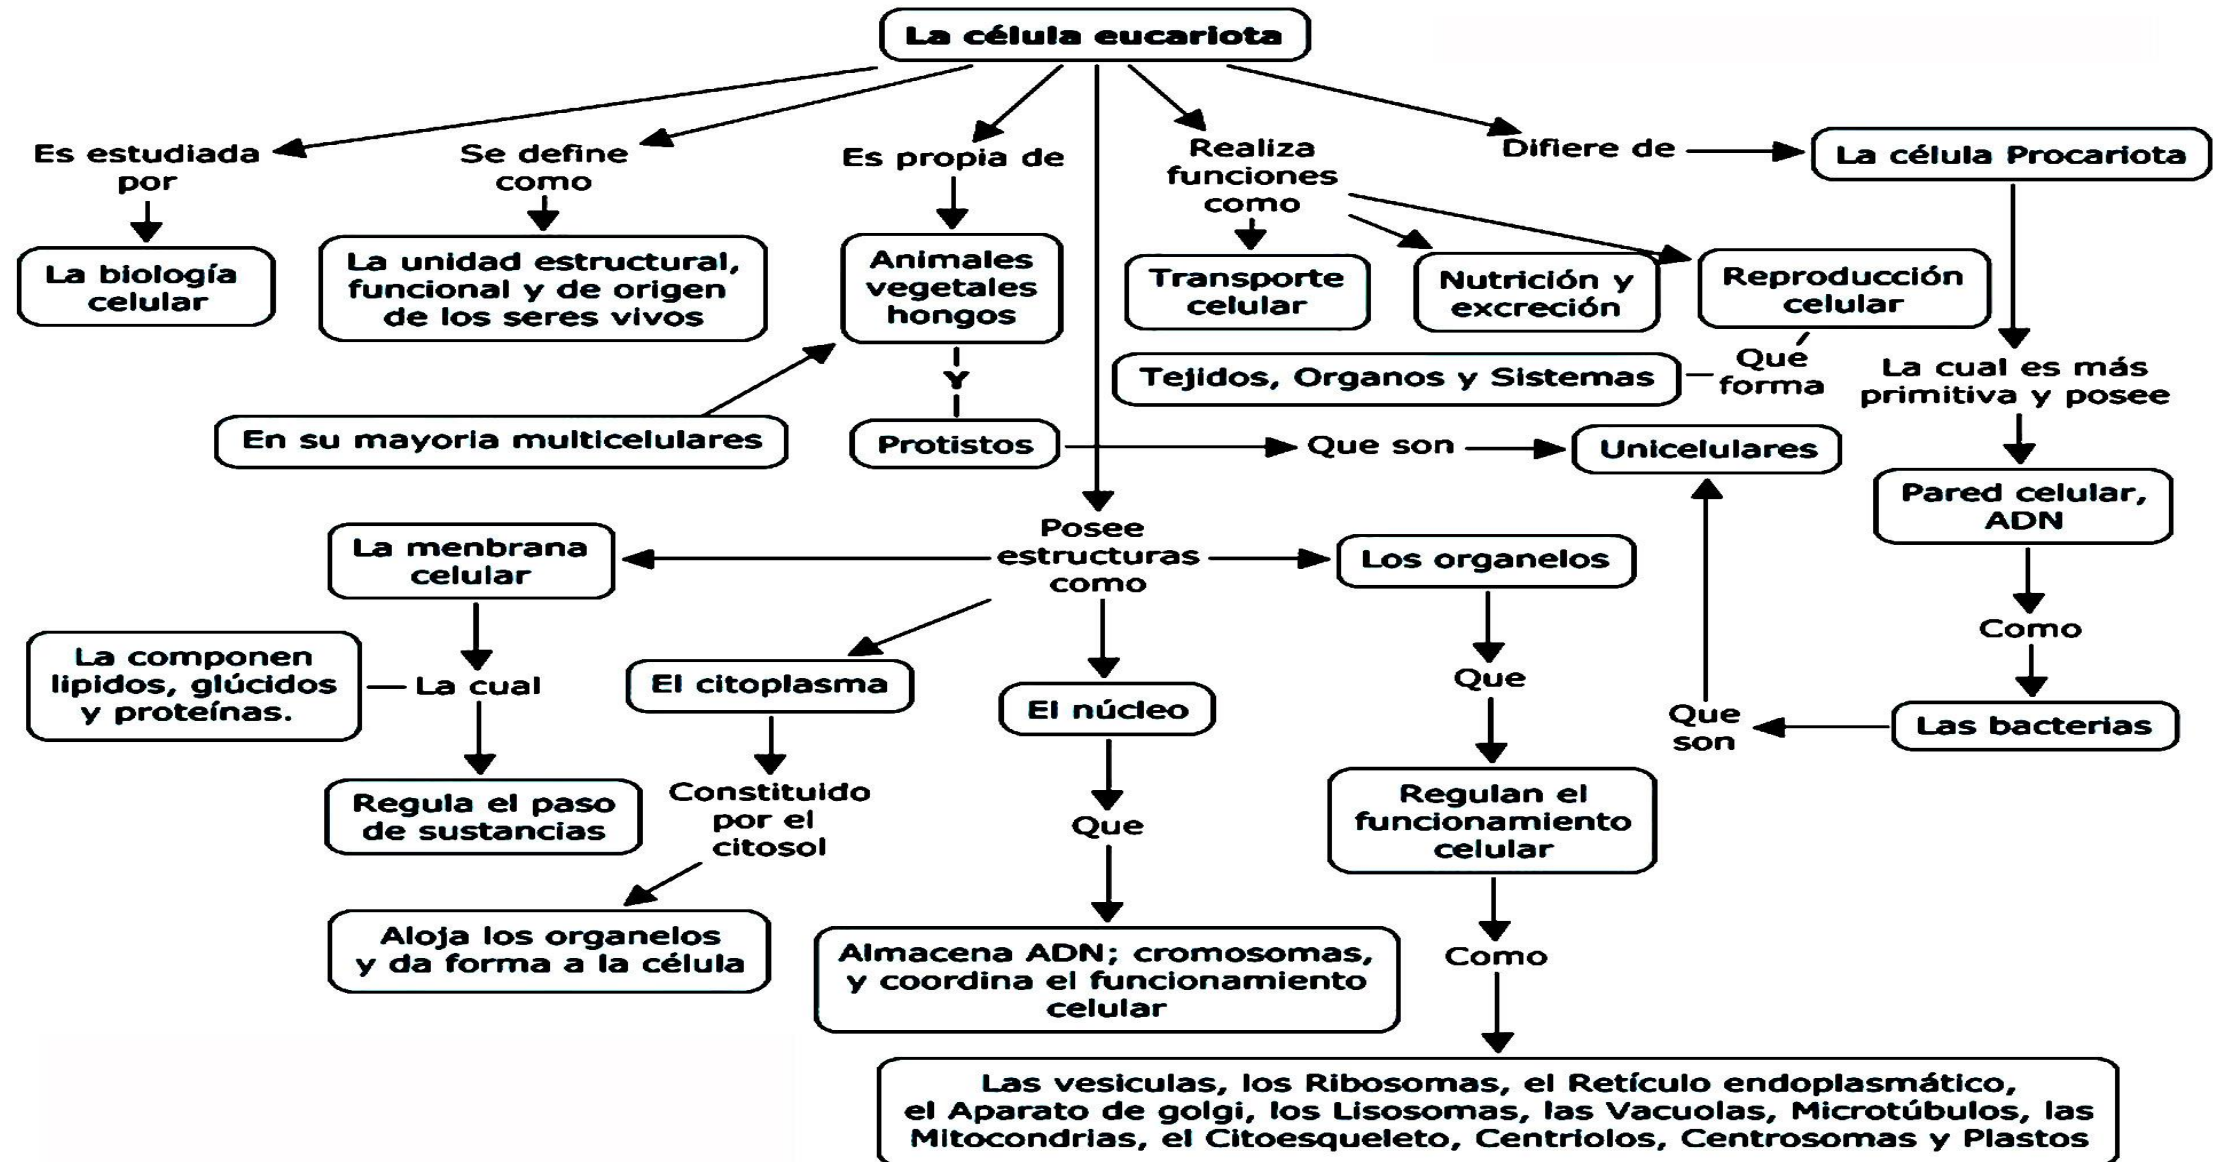 La célula eucariota
Es estudiada
por
La biología
celular
Se define
como
La unidad estructural,
funcional y de origen
de los seres vivos
Es propia de
Animales
vegetales
hongos
Y
Protistos
En su mayoria multicelulares
Realiza
funciones
como
Transporte
celular
Nutrición y
excreción
Reproducción
celular
Que
forma
Tejidos, Organos y Sistemas
Difiere de
La célula Procariota
La cual es más
primitiva y posee
Pared celular,
ADN
Como
Las bacterias
Que
son
Unicelulares
Que son
Posee
estructuras
como
La menbrana
celular
La cual
La componen
lipidos, glúcidos
y proteínas.
Regula el paso
de sustancias
El citoplasma
Constituido
por el
citosol
Aloja los organelos
y da forma a la célula
El núcleo
Que
Almacena ADN; cromosomas,
y coordina el funcionamiento
celular
Los organelos
Que
Regulan el
funcionamiento
celular
Como
Las vesiculas, los Ribosomas, el Retículo endoplasmático,
el Aparato de golgi, los Lisosomas, las Vacuolas, Microtúbulos, las
Mitocondrias, el Citoesqueleto, Centriolos, Centrosomas y Plastos